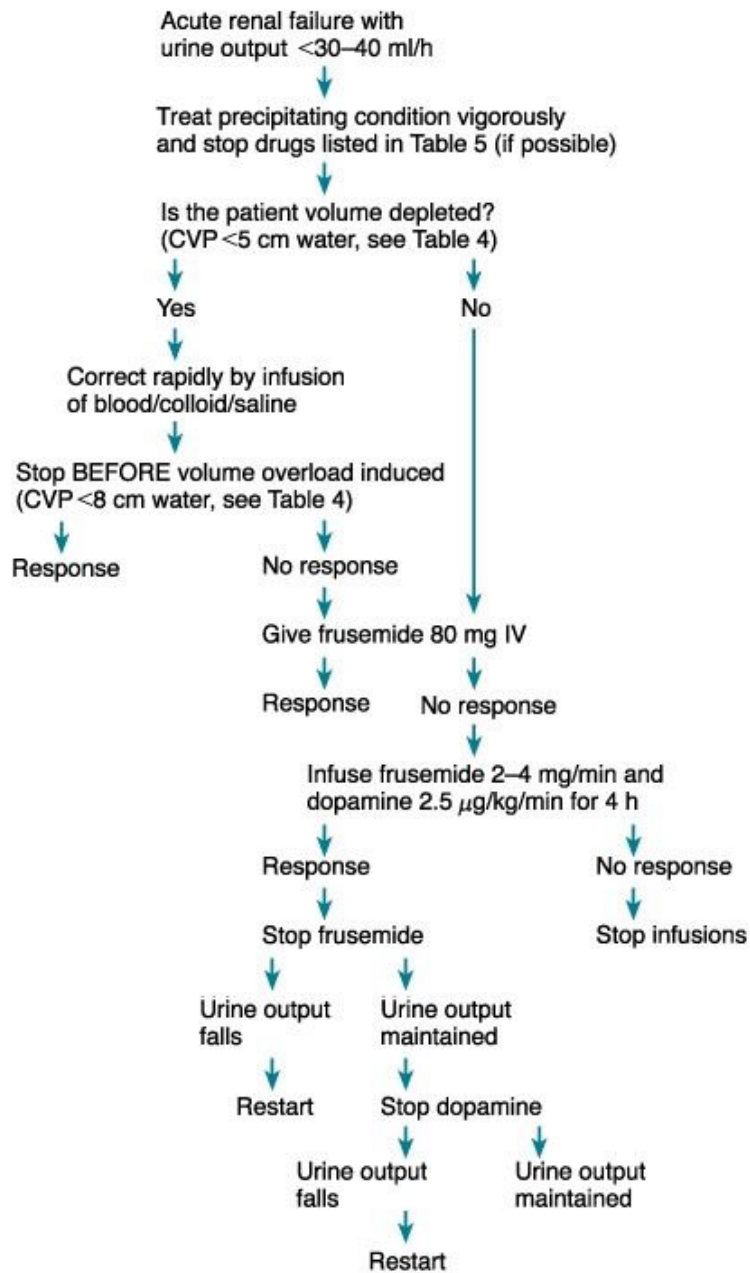 Acute renal failure with
urine output <30–40 ml/h
Treat precipitating condition vigorously
and stop drugs listed in Table 5 (if possible)
Is the patient volume depleted?
(CVP <5 cm water, see Table 4)
Yes
No
Correct rapidly by infusion
of blood/colloid/saline
Stop BEFORE volume overload induced
(CVP <8 cm water, see Table 4)
Response
No response
Give frusemide 80 mg IV
Response
No response
Infuse frusemide 2–4 mg/min and
dopamine 2.5 μg/kg/min for 4 h
Response
No response
Stop frusemide
Stop infusions
Urine output
falls
Urine output
maintained
Restart
Stop dopamine
Urine output
falls
Urine output
maintained
Restart